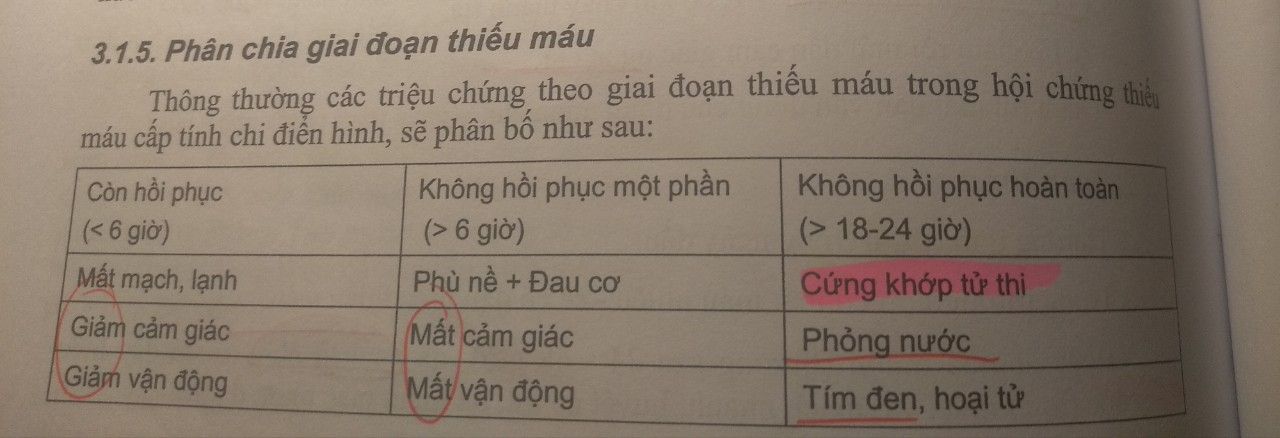 3.1.5. Phân chia giai đoạn thiếu máu
Thông thường các triệu chứng theo giai đoạn thiếu máu trong hội chứng thiếu
máu cấp tính chi điển hình, sẽ phân bố như sau:
Còn hồi phục
(< 6 giờ)
Không hồi phục một phần
(> 6 giờ)
Không hồi phục hoàn toàn
(> 18-24 giờ)
Mất mạch, lạnh
Phù nề + Đau cơ
Cứng khớp tử thi
Giảm cảm giác
Mất cảm giác
Phỏng nước
Giảm vận động
Mất vận động
Tím đen, hoại tử